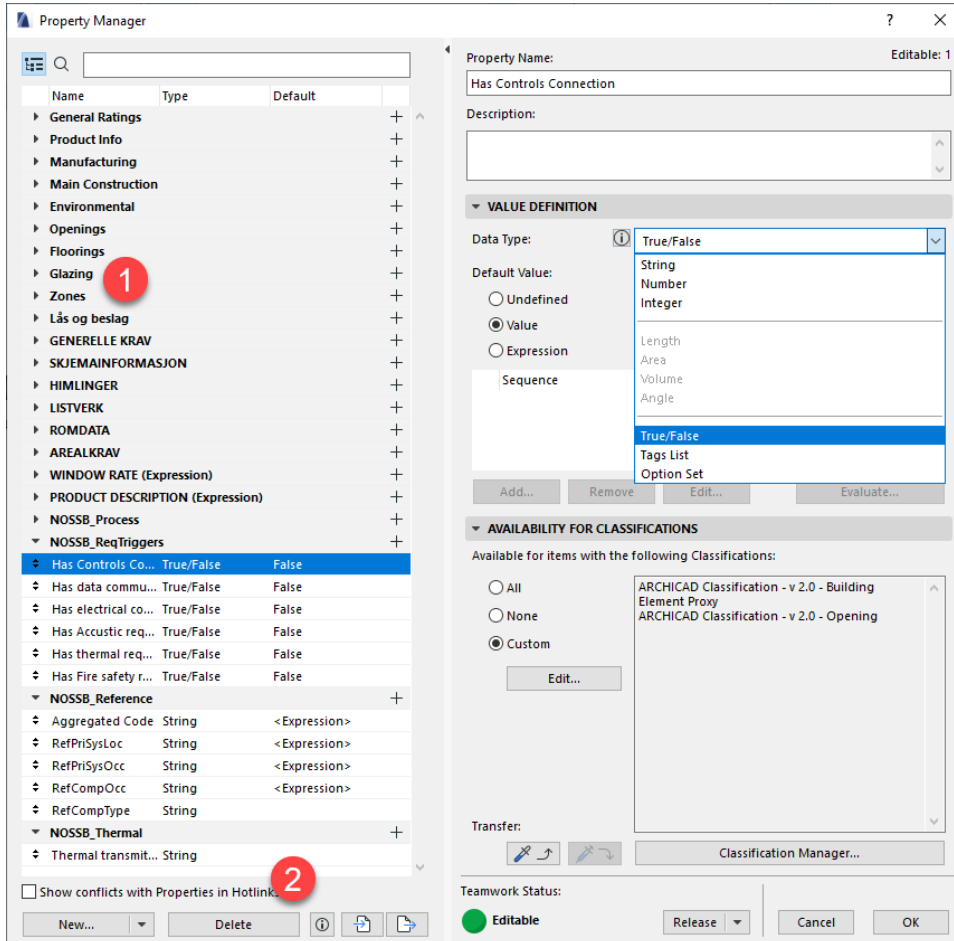 Property Manager
?
Name Type Default
General Ratings
Product Info
Manufacturing
Main Construction
Environmental
Openings
Floorings
Glazing
1
Zones
Lås og beslag
GENERELLE KRAV
SKJEMAINFORMASJON
HIMLINGER
LISTVERK
ROMDATA
AREALKRAV
WINDOW RATE (Expression)
PRODUCT DESCRIPTION (Expression)
NOSSB_Process
NOSSB_ReqTriggers
Has Controls Co... True/False False
Has data commu... True/False False
Has electrical co... True/False False
Has Accustic req... True/False False
Has thermal req... True/False False
Has Fire safety r... True/False False
NOSSB_Reference
Aggregated Code String <Expression>
RefPriSysLoc String <Expression>
RefPriSysOcc String <Expression>
RefCompOcc String <Expression>
RefCompType String
NOSSB_Thermal
Thermal transmit... String
2
Show conflicts with Properties in Hotlink
New... Delete
Property Name: Editable: 1
Has Controls Connection
Description:
VALUE DEFINITION
Data Type: True/False
String
Number
Integer
Length
Area
Volume
Angle
True/False
Tags List
Option Set
Default Value:
Undefined
Value
Expression
Sequence
Add... Remove Edit... Evaluate...
AVAILABILITY FOR CLASSIFICATIONS
Available for items with the following Classifications:
All
None
Custom
Edit...
ARCHICAD Classification - v 2.0 - Building
Element Proxy
ARCHICAD Classification - v 2.0 - Opening
Transfer:
Classification Manager...
Teamwork Status:
Editable Release Cancel OK